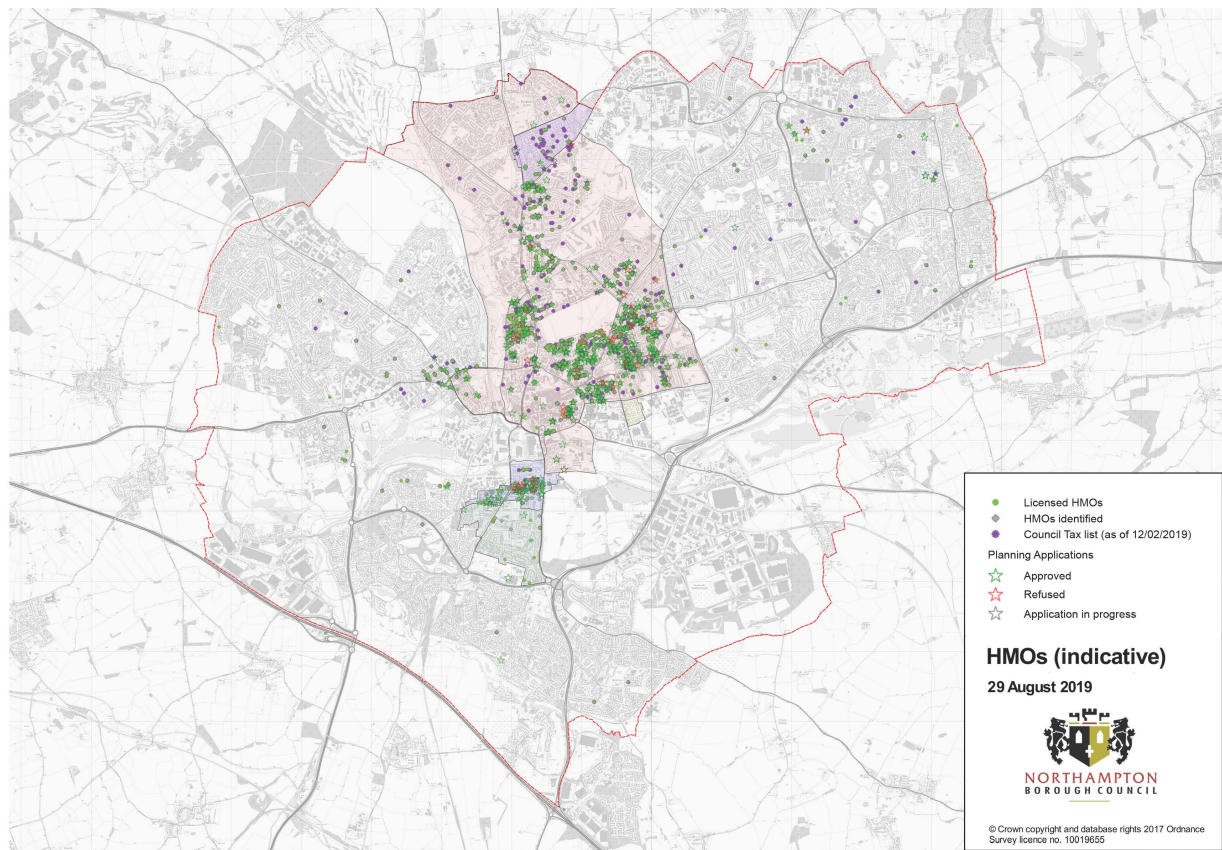 Licensed HMOs
HMOs identified
Council Tax list (as of 12/02/2019)
Planning Applications
Approved
Refused
Application in progress
HMOs (indicative)
29 August 2019
NORTHAMPTON
BOROUGH COUNCIL
© Crown copyright and database rights 2017 Ordnance
Survey licence no. 10019655